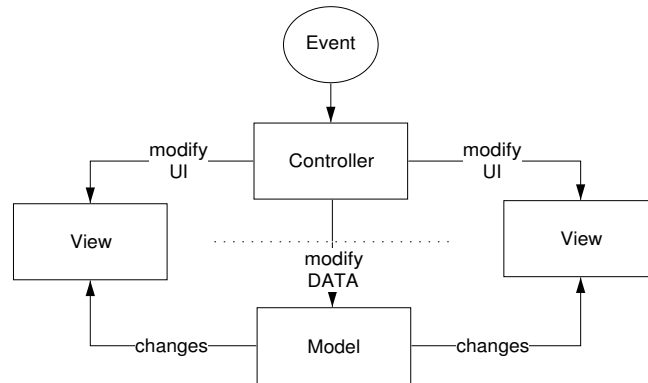 Event
Controller
modify
UI
modify
UI
View
View
modify
DATA
changes
Model
changes